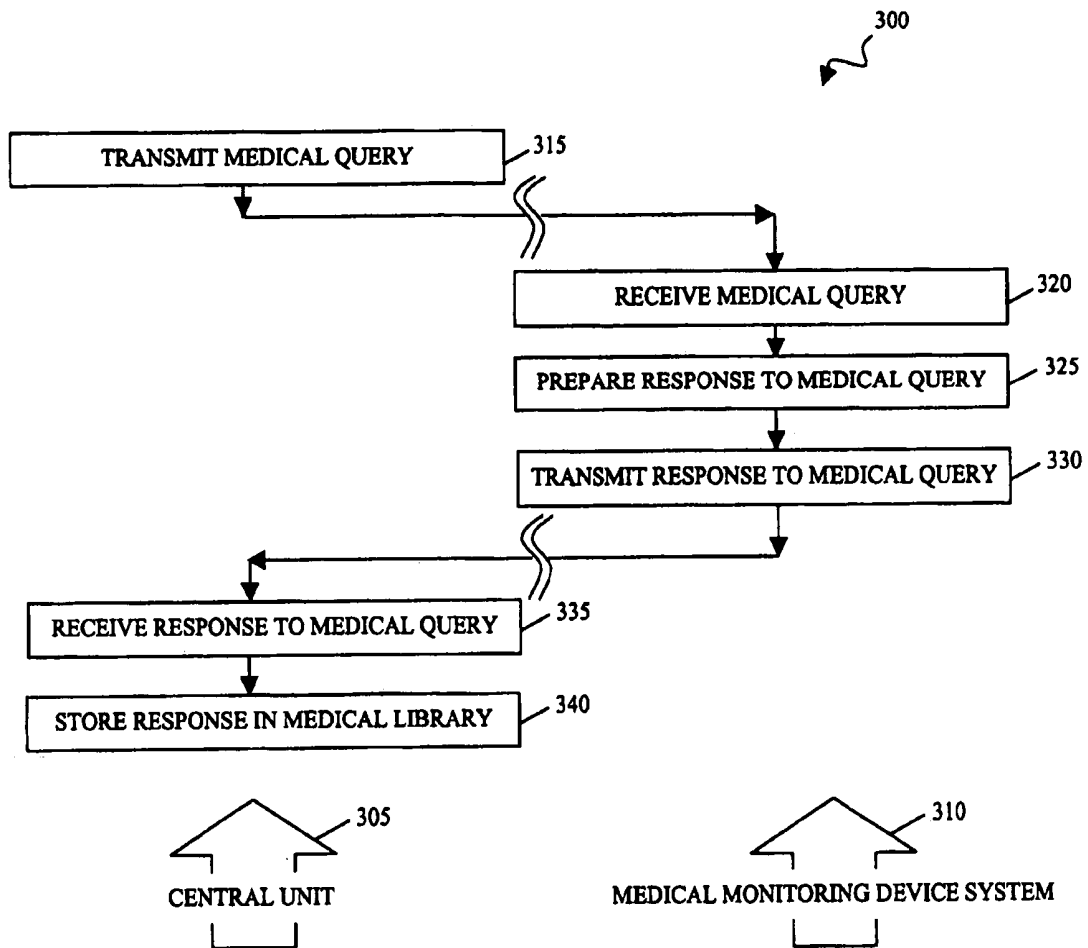 300
TRANSMIT MEDICAL QUERY
315
RECEIVE MEDICAL QUERY
320
PREPARE RESPONSE TO MEDICAL QUERY
325
TRANSMIT RESPONSE TO MEDICAL QUERY
330
RECEIVE RESPONSE TO MEDICAL QUERY
335
STORE RESPONSE IN MEDICAL LIBRARY
340
305
CENTRAL UNIT
310
MEDICAL MONITORING DEVICE SYSTEM